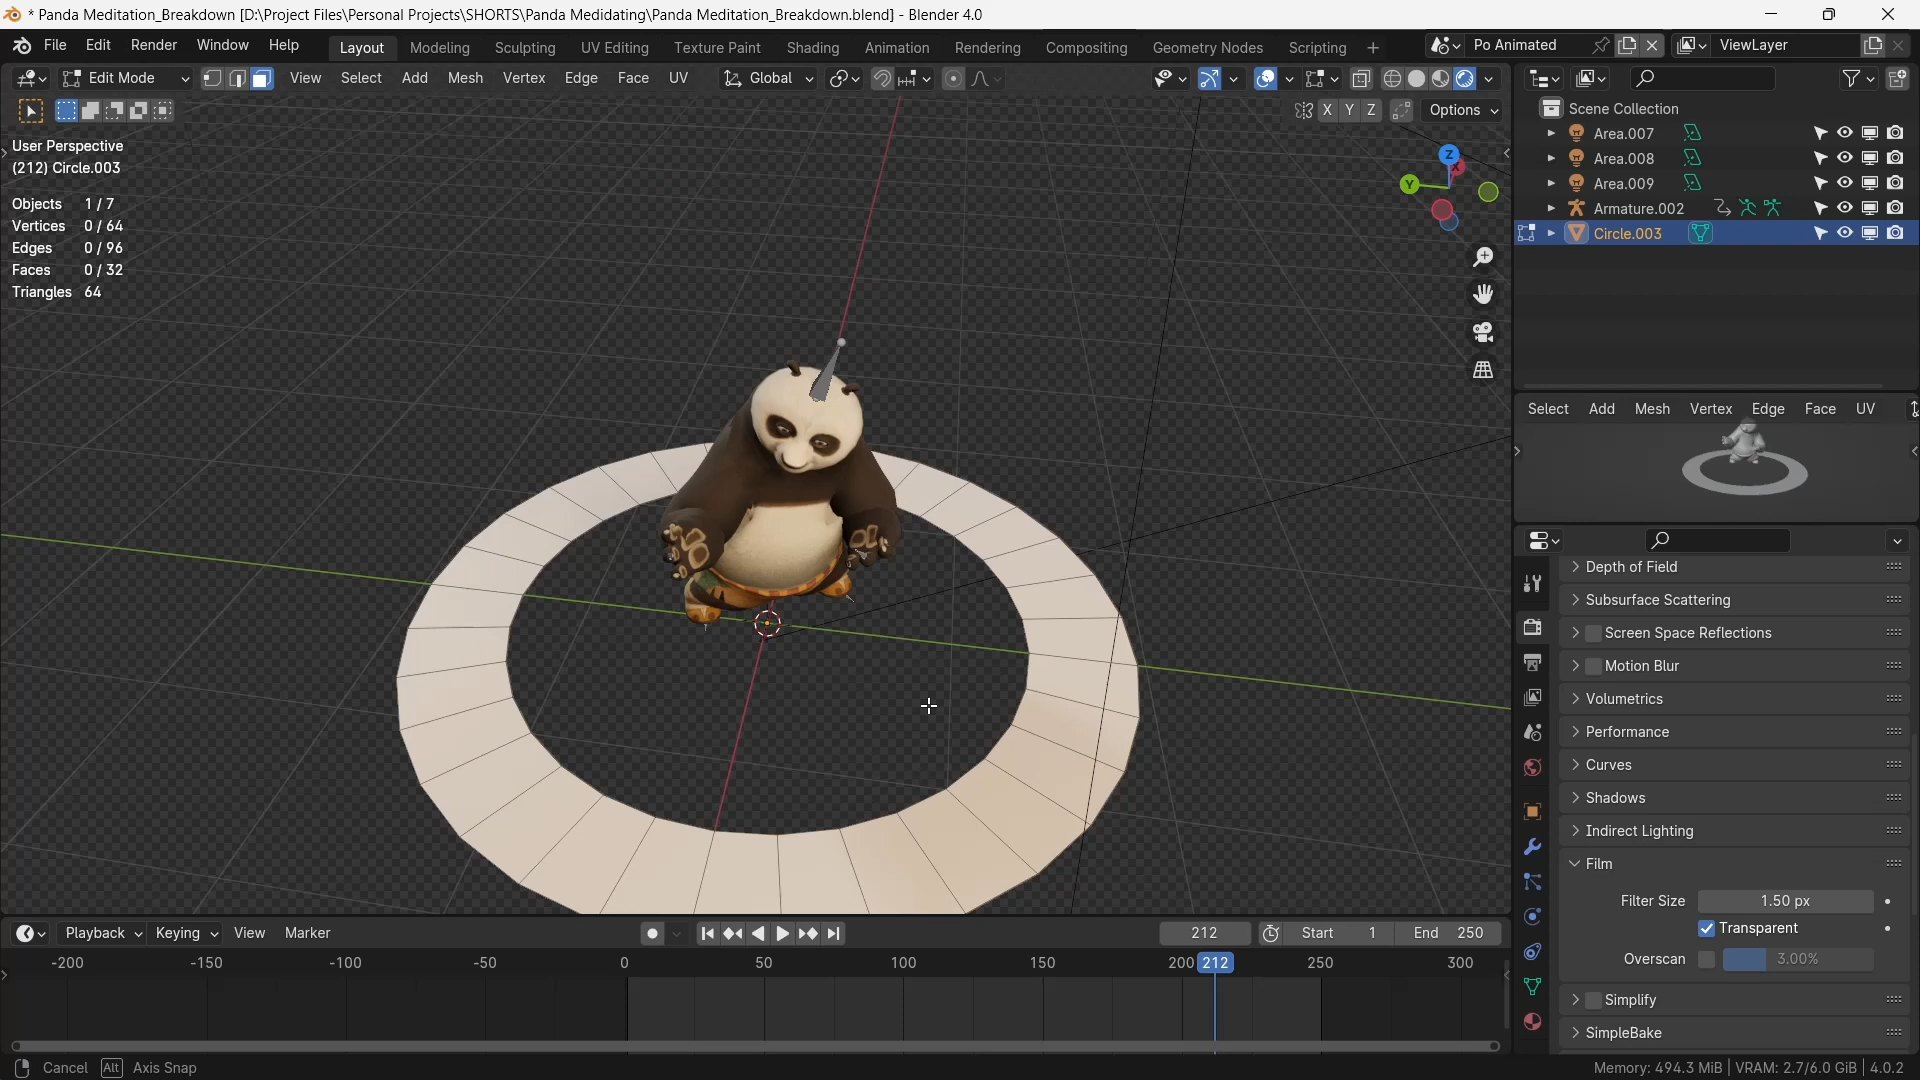 * Panda Meditation_Breakdown [D:\Project Files\Personal Projects\SHORTS\Panda Medidating\Panda Meditation_Breakdown.blend] - Blender 4.0
File Edit Render Window Help Layout Modeling Sculpting UV Editing Texture Paint Shading Animation Rendering Compositing Geometry Nodes Scripting + Po Animated ViewLayer
Edit Mode View Select Add Mesh Vertex Edge Face UV Global
X Y Z Options
User Perspective
(212) Circle.003
Objects 1 / 7
Vertices 0 / 64
Edges 0 / 96
Faces 0 / 32
Triangles 64
Z
X
Y
Scene Collection
Area.007
Area.008
Area.009
Armature.002
Circle.003
Select Add Mesh Vertex Edge Face UV
Depth of Field
Subsurface Scattering
Screen Space Reflections
Motion Blur
Volumetrics
Performance
Curves
Shadows
Indirect Lighting
Film
Filter Size 1.50 px
Transparent
Overscan 3.00%
Simplify
SimpleBake
Playback Keying View Marker 212 Start 1 End 250
-200 -150 -100 -50 0 50 100 150 200 212 250 300
Cancel Alt Axis Snap
Memory: 494.3 MiB | VRAM: 2.7/6.0 GiB | 4.0.2